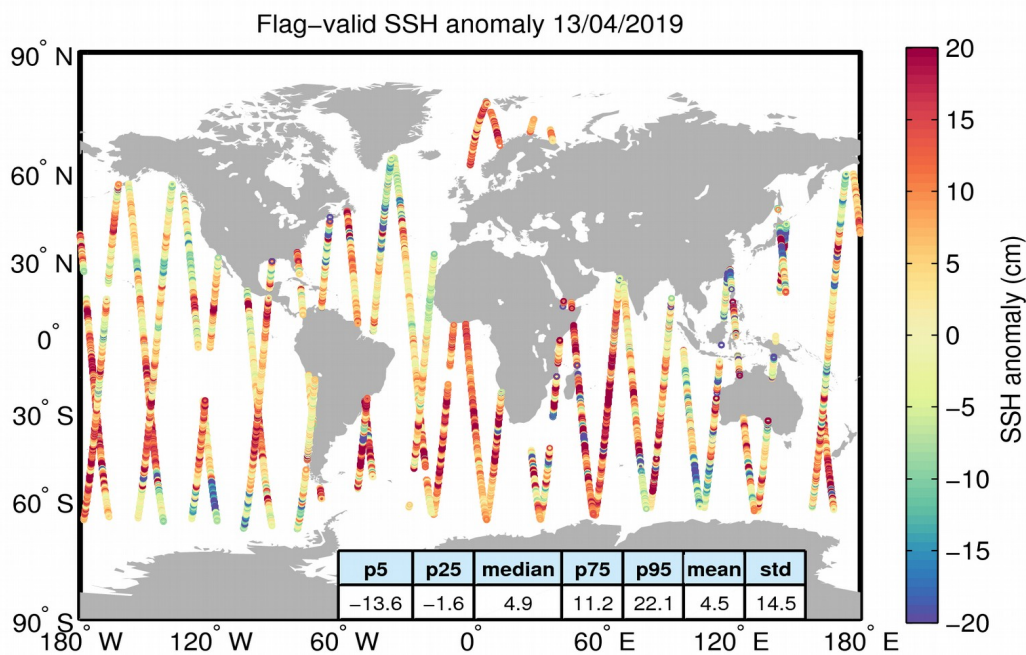 Flag−valid SSH anomaly 13/04/2019
90° N
60° N
30° N
0°
30° S
60° S
90° S
180° W
120° W
60° W
0°
60° E
120° E
180° E
p5 p25 median p75 p95 mean std
−13.6 −1.6 4.9 11.2 22.1 4.5 14.5
20
15
10
5
0
−5
−10
−15
−20
SSH anomaly (cm)